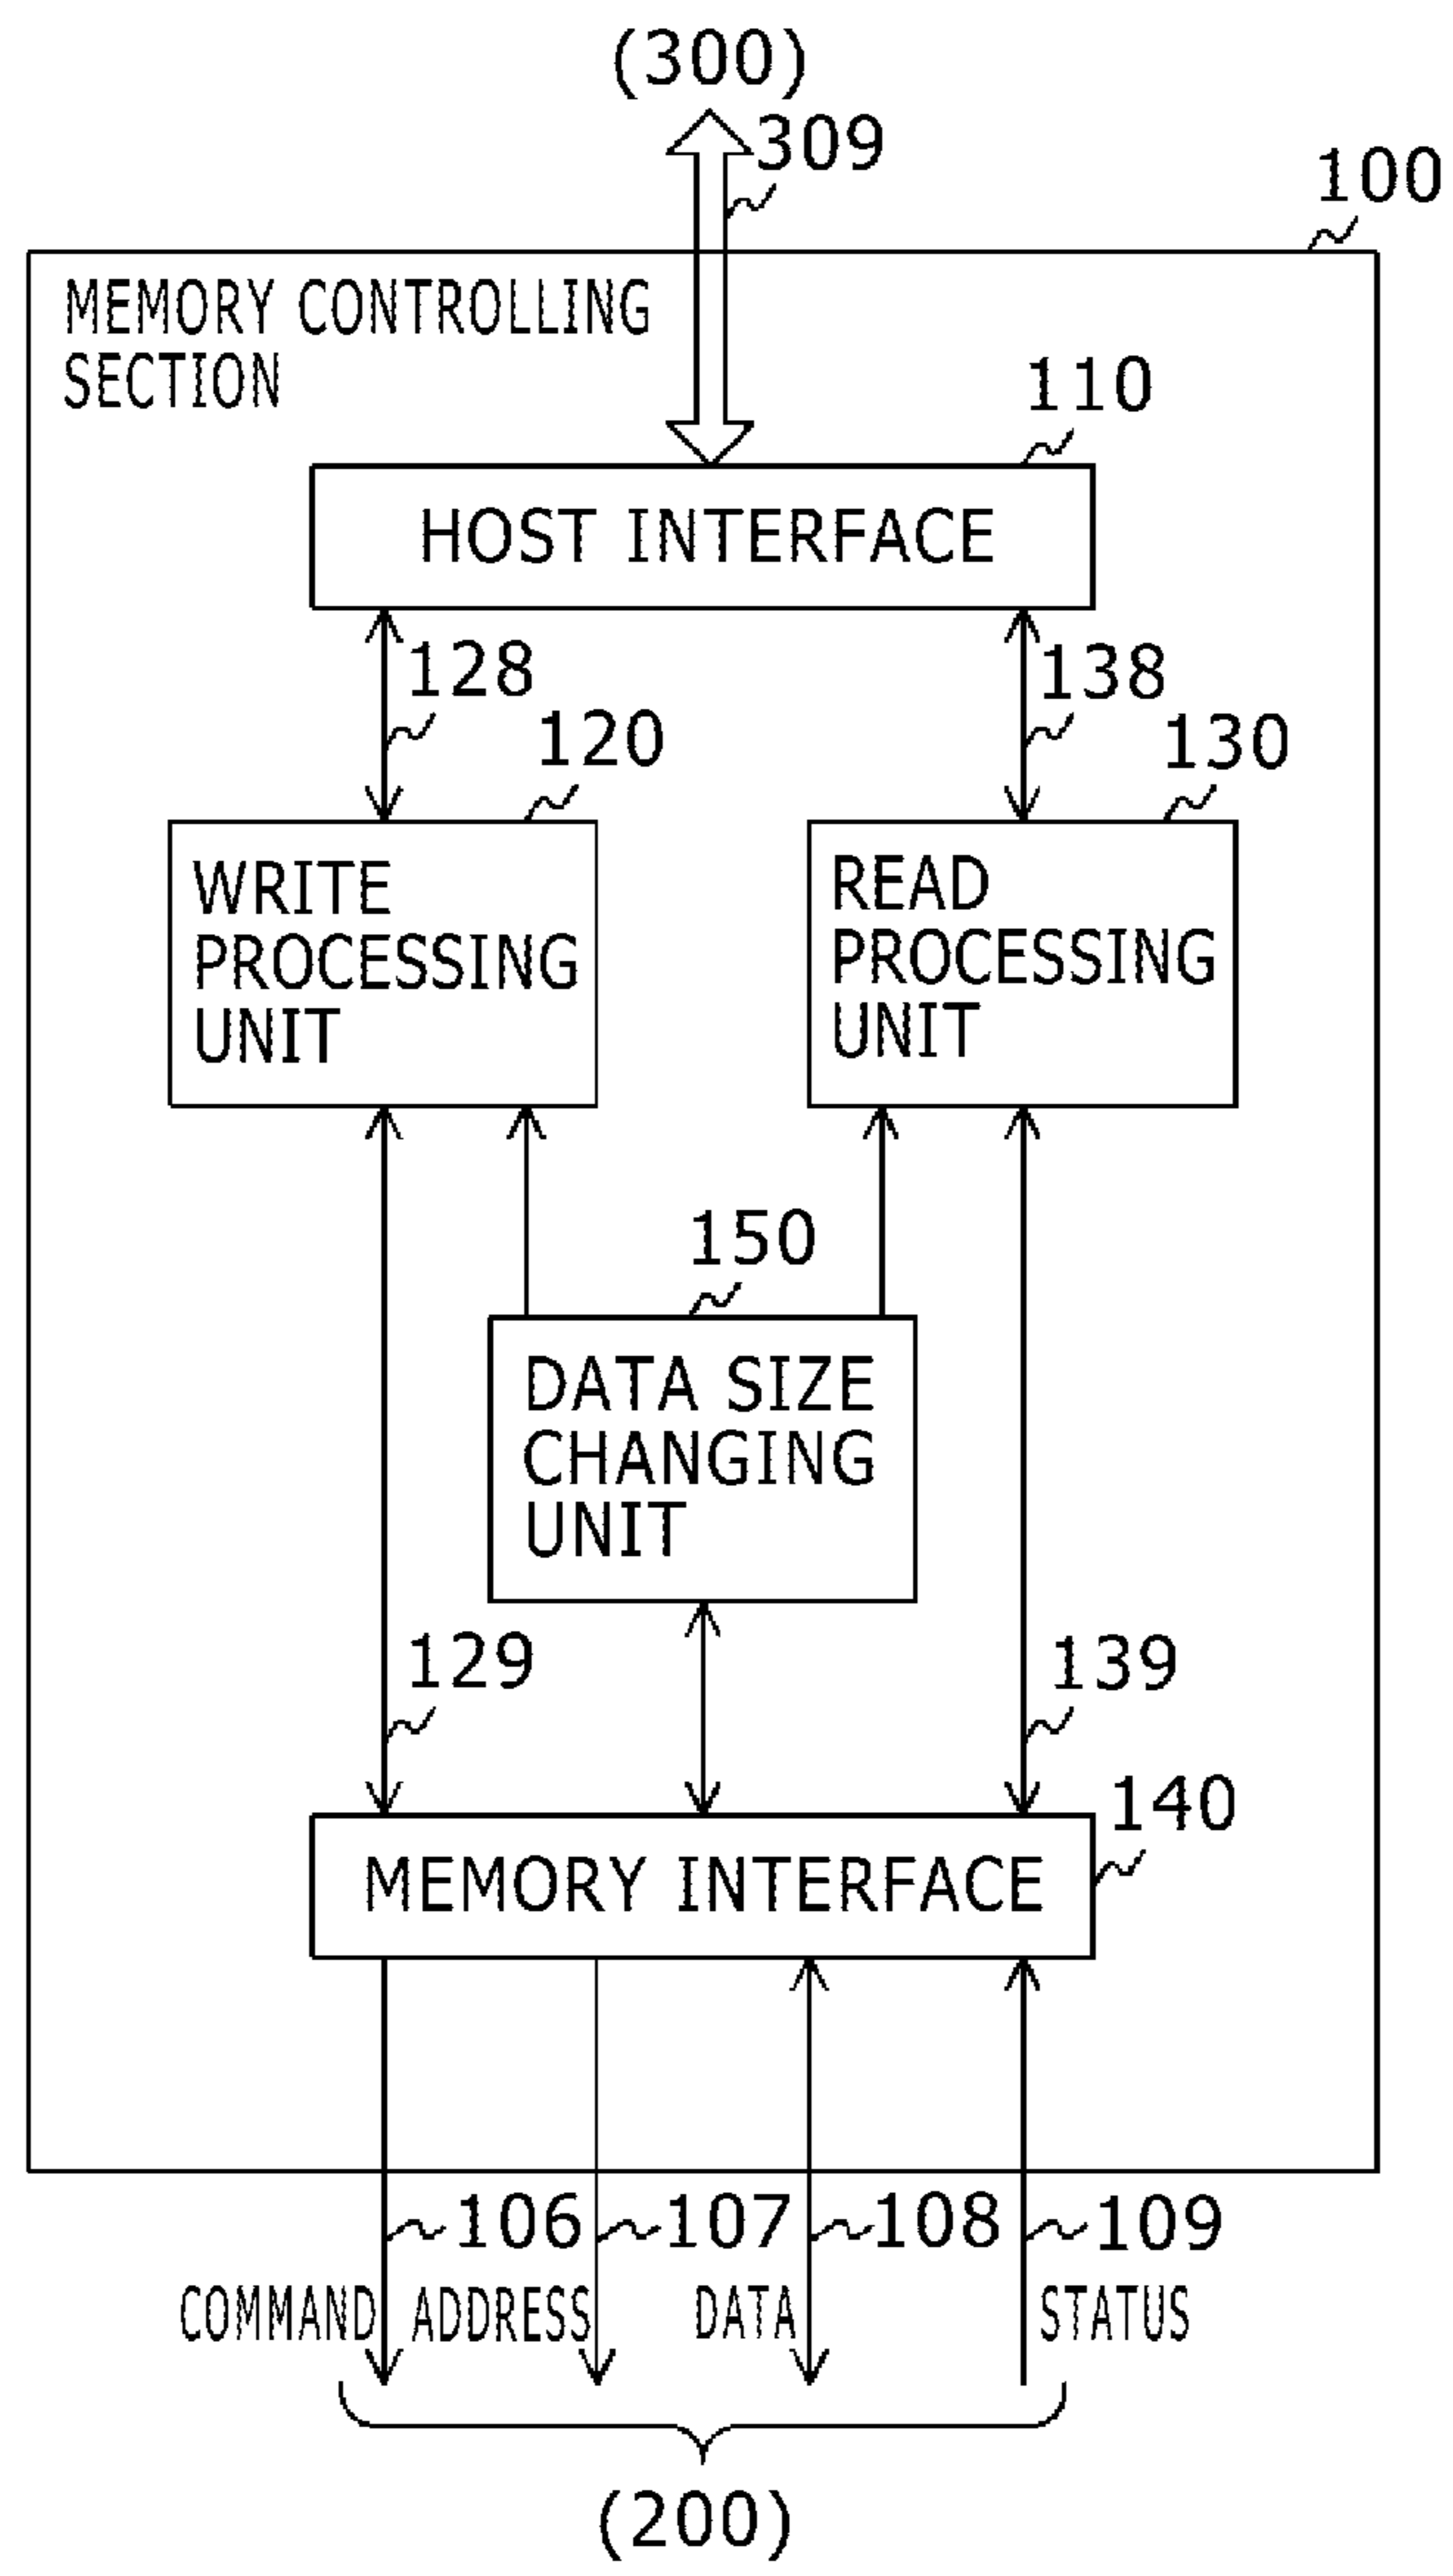 (300)
309
100
MEMORY CONTROLLING
SECTION
110
HOST INTERFACE
128
138
120
130
WRITE
PROCESSING
UNIT
READ
PROCESSING
UNIT
150
DATA SIZE
CHANGING
UNIT
129
139
140
MEMORY INTERFACE
106
107
108
109
COMMAND
ADDRESS
DATA
STATUS
(200)